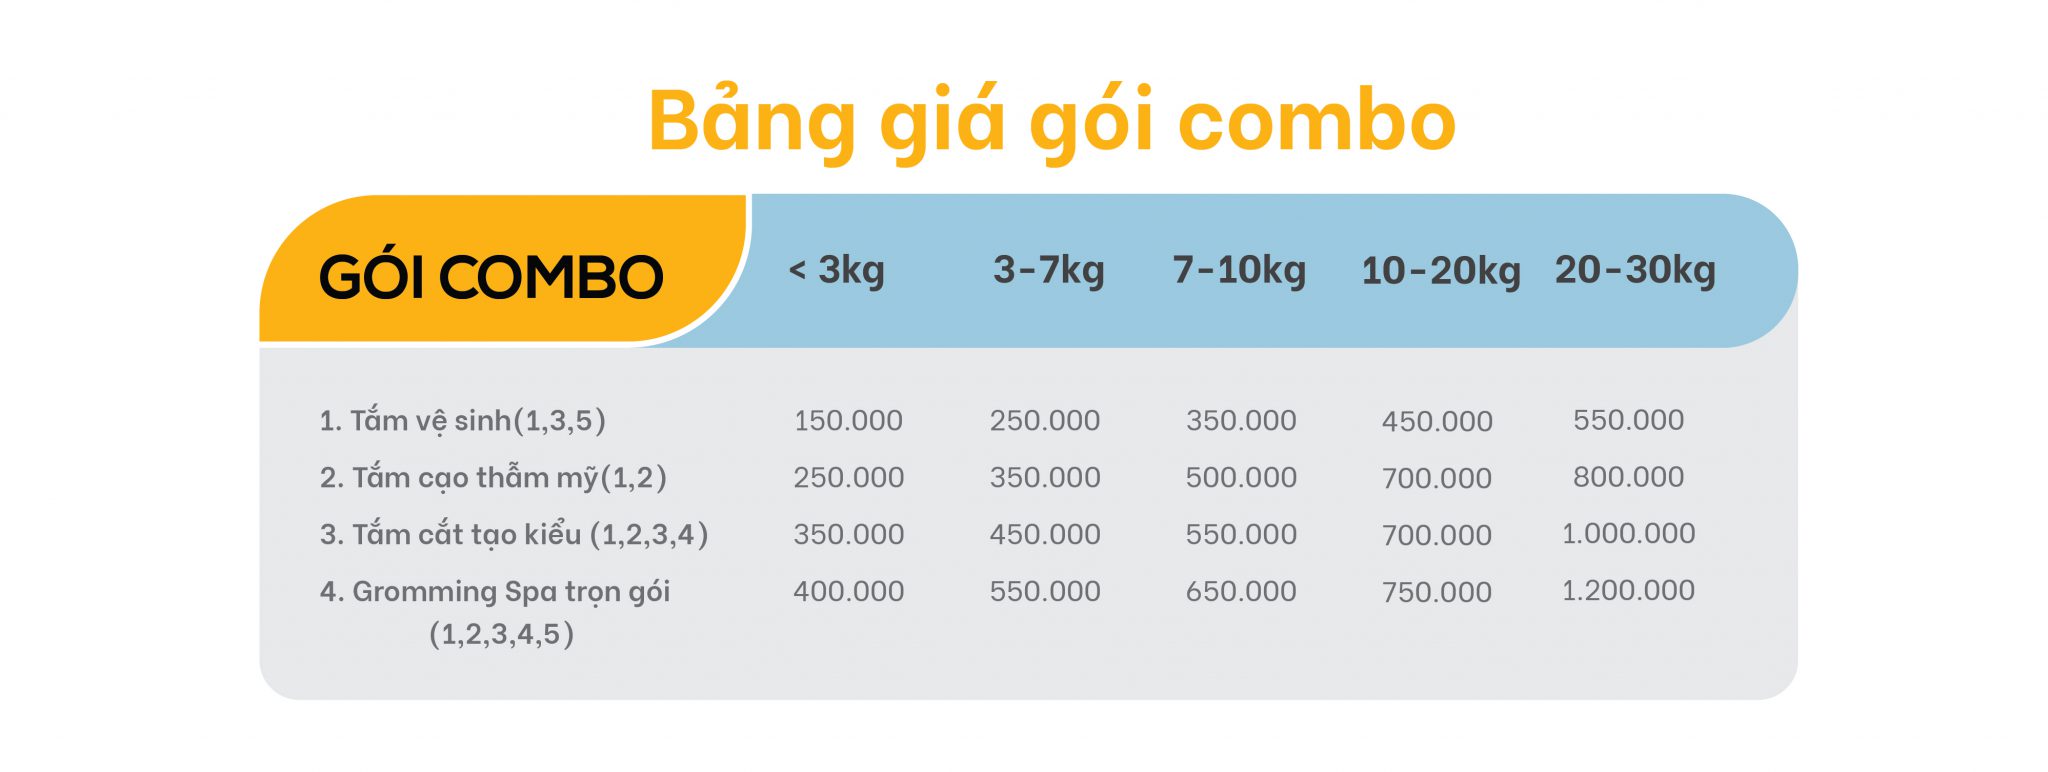 Bảng giá gói combo
GÓI COMBO < 3kg 3-7kg 7-10kg 10-20kg 20-30kg
1. Tắm vệ sinh(1,3,5) 150.000 250.000 350.000 450.000 550.000
2. Tắm cạo thẫm mỹ(1,2) 250.000 350.000 500.000 700.000 800.000
3. Tắm cắt tạo kiểu (1,2,3,4) 350.000 450.000 550.000 700.000 1.000.000
4. Gromming Spa trọn gói 400.000 550.000 650.000 750.000 1.200.000
(1,2,3,4,5)